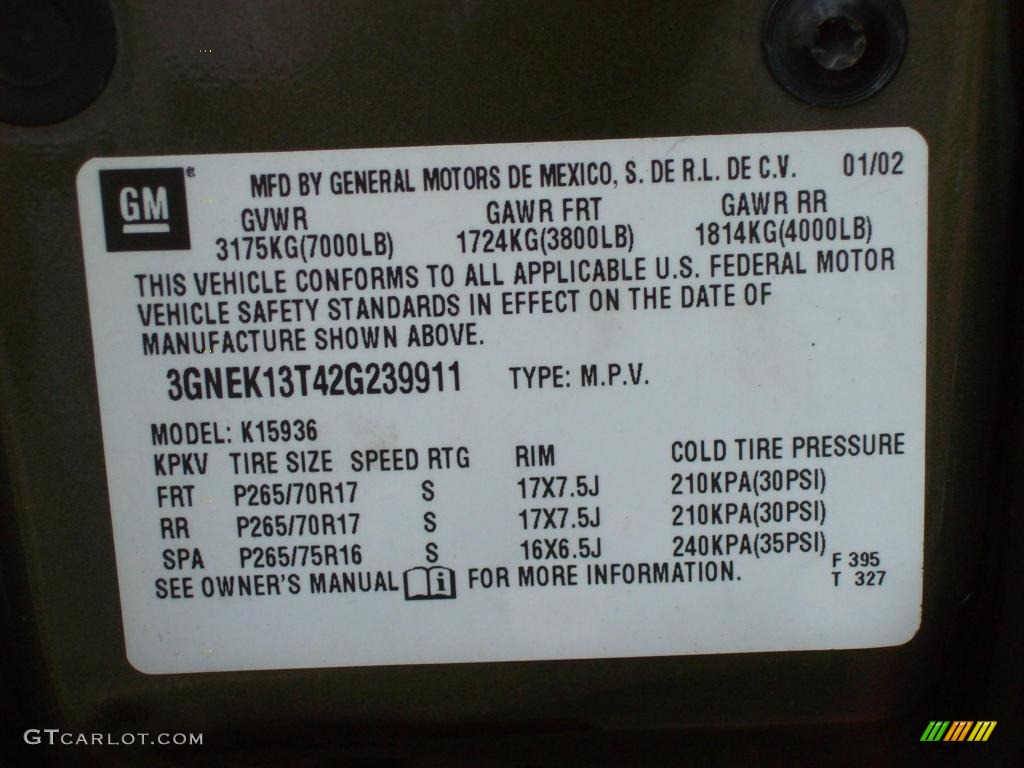 GM
MFD BY GENERAL MOTORS DE MEXICO, S. DE R.L. DE C.V. 01/02
GVWR GAWR FRT GAWR RR
3175KG(7000LB) 1724KG(3800LB) 1814KG(4000LB)
THIS VEHICLE CONFORMS TO ALL APPLICABLE U.S. FEDERAL MOTOR
VEHICLE SAFETY STANDARDS IN EFFECT ON THE DATE OF
MANUFACTURE SHOWN ABOVE.
3GNEK13T42G239911 TYPE: M.P.V.
MODEL: K15936
KPKV TIRE SIZE SPEED RTG RIM COLD TIRE PRESSURE
FRT P265/70R17 S 17X7.5J 210KPA(30PSI)
RR P265/70R17 S 17X7.5J 210KPA(30PSI)
SPA P265/75R16 S 16X6.5J 240KPA(35PSI)
SEE OWNER'S MANUAL i FOR MORE INFORMATION.
F 395
T 327
GTCARLOT.COM